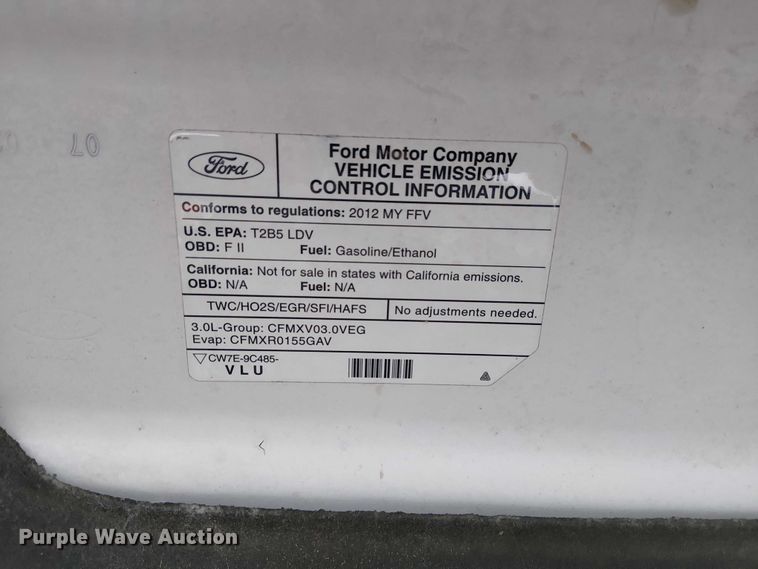 07
Ford
Ford Motor Company
VEHICLE EMISSION
CONTROL INFORMATION
Conforms to regulations: 2012 MY FFV
U.S. EPA: T2B5 LDV
OBD: F II Fuel: Gasoline/Ethanol
California: Not for sale in states with California emissions.
OBD: N/A Fuel: N/A
TWC/HO2S/EGR/SFI/HAFS No adjustments needed.
3.0L-Group: CFMXV03.0VEG
Evap: CFMXR0155GAV
CW7E-9C485-
V L U
Purple Wave Auction